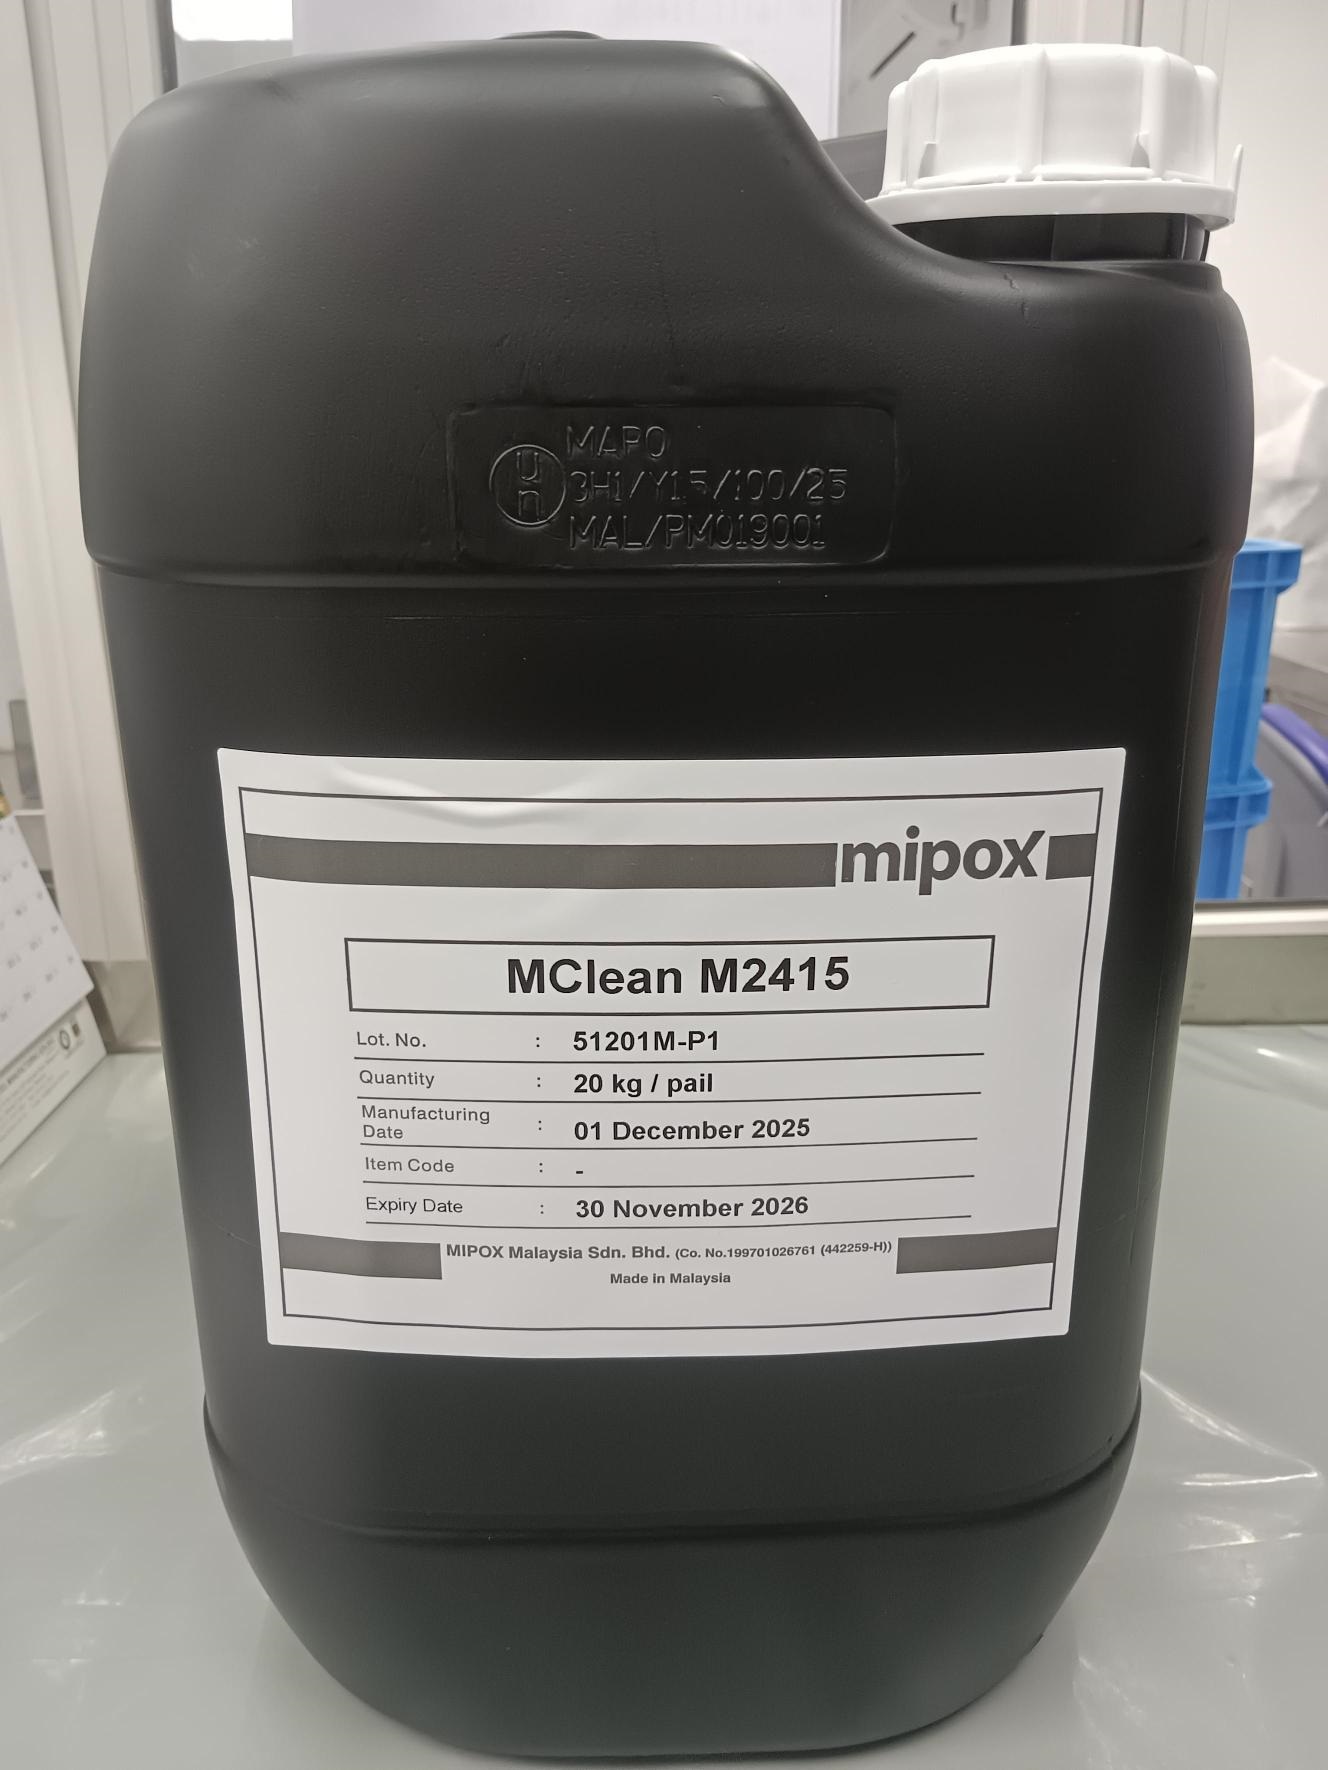 MAPO
un
3H1/Y1.5/100/25
MAL/PM019001
mipox
MClean M2415
Lot. No. : 51201M-P1
Quantity : 20 kg / pail
Manufacturing Date : 01 December 2025
Item Code : -
Expiry Date : 30 November 2026
MIPOX Malaysia Sdn. Bhd. (Co. No.199701026761 (442259-H))
Made in Malaysia